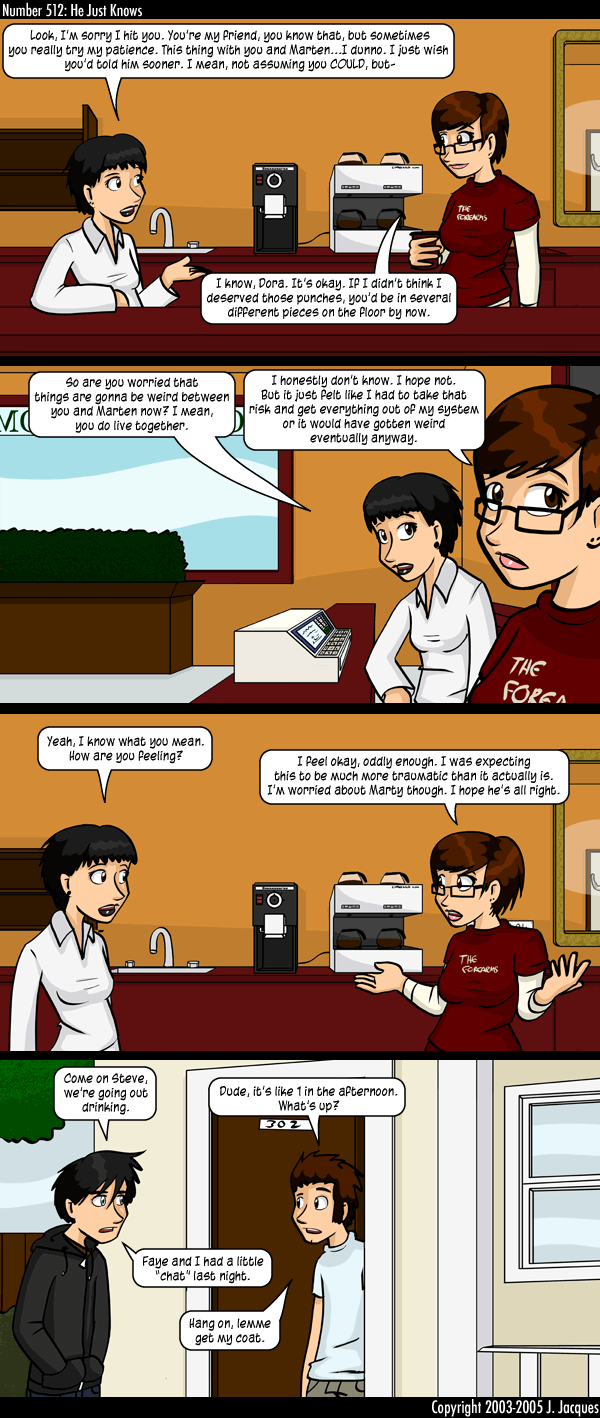 Number 512: He Just Knows
Look, I'm sorry I hit you. You're my friend, you know that, but sometimes
you really try my patience. This thing with you and Marten...I dunno. I just wish
you'd told him sooner. I mean, not assuming you COULD, but-
THE
FOREARMS
I know, Dora. It's okay. If I didn't think I
deserved those punches, you'd be in several
different pieces on the floor by now.
So are you worried that
things are gonna be weird between
you and Marten now? I mean,
you do live together.
I honestly don't know. I hope not.
But it just felt like I had to take that
risk and get everything out of my system
or it would have gotten weird
eventually anyway.
THE
FOREA
Yeah, I know what you mean.
How are you feeling?
I feel okay, oddly enough. I was expecting
this to be much more traumatic than it actually is.
I'm worried about Marty though. I hope he's all right.
THE
FOREARMS
Come on Steve,
we're going out
drinking.
Dude, it's like 1 in the afternoon.
What's up?
302
Faye and I had a little
"chat" last night.
Hang on, lemme
get my coat.
Copyright 2003-2005 J. Jacques